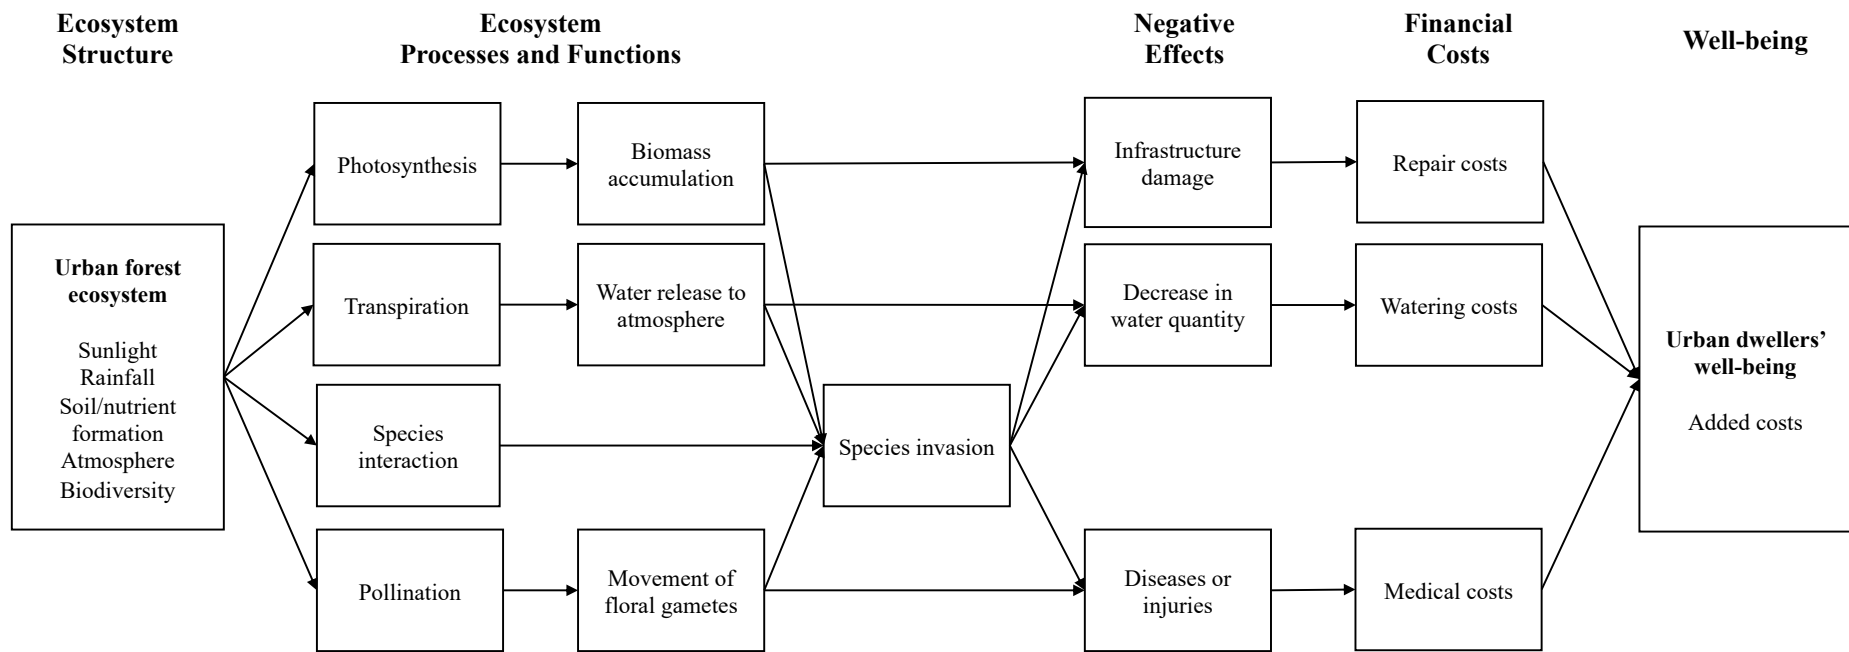 Ecosystem
Structure
Ecosystem
Processes and Functions
Negative
Effects
Financial
Costs
Well-being
Urban forest
ecosystem
Sunlight
Rainfall
Soil/nutrient
formation
Atmosphere
Biodiversity
Photosynthesis
Biomass
accumulation
Transpiration
Water release to
atmosphere
Species
interaction
Pollination
Movement of
floral gametes
Species invasion
Infrastructure
damage
Decrease in
water quantity
Diseases or
injuries
Repair costs
Watering costs
Medical costs
Urban dwellers’
well-being
Added costs